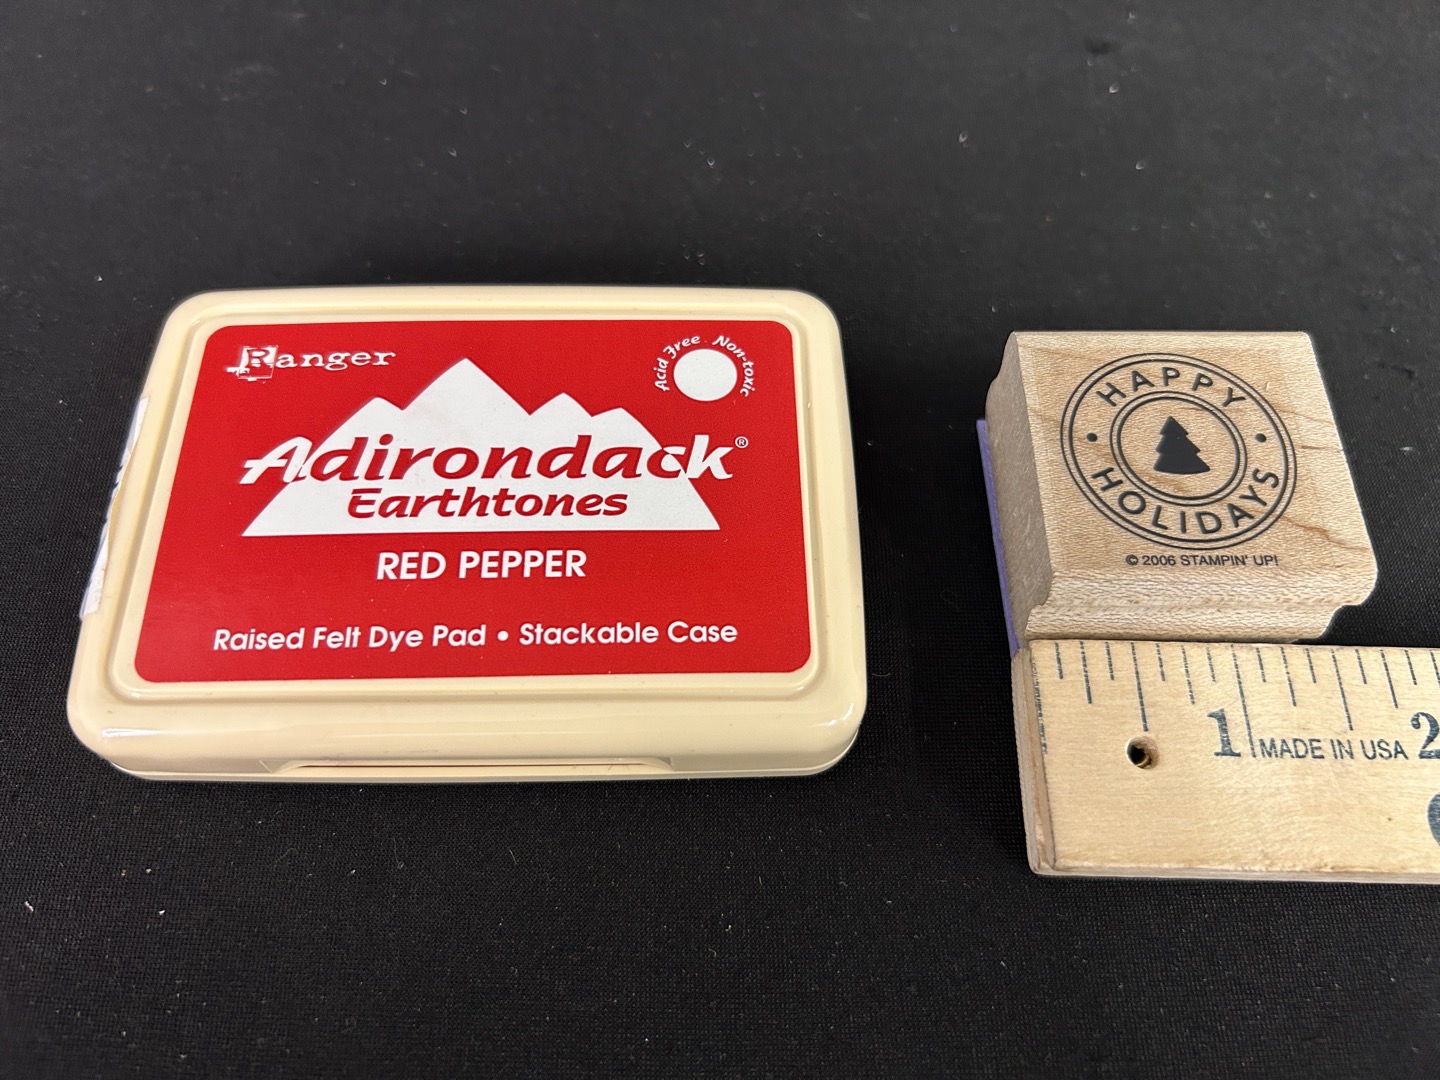 Ranger
Acid Free Non-toxic
Adirondack®
Earthtones
RED PEPPER
Raised Felt Dye Pad • Stackable Case
HAPPY
• HOLIDAYS •
© 2006 STAMPIN' UP!
1 MADE IN USA 2